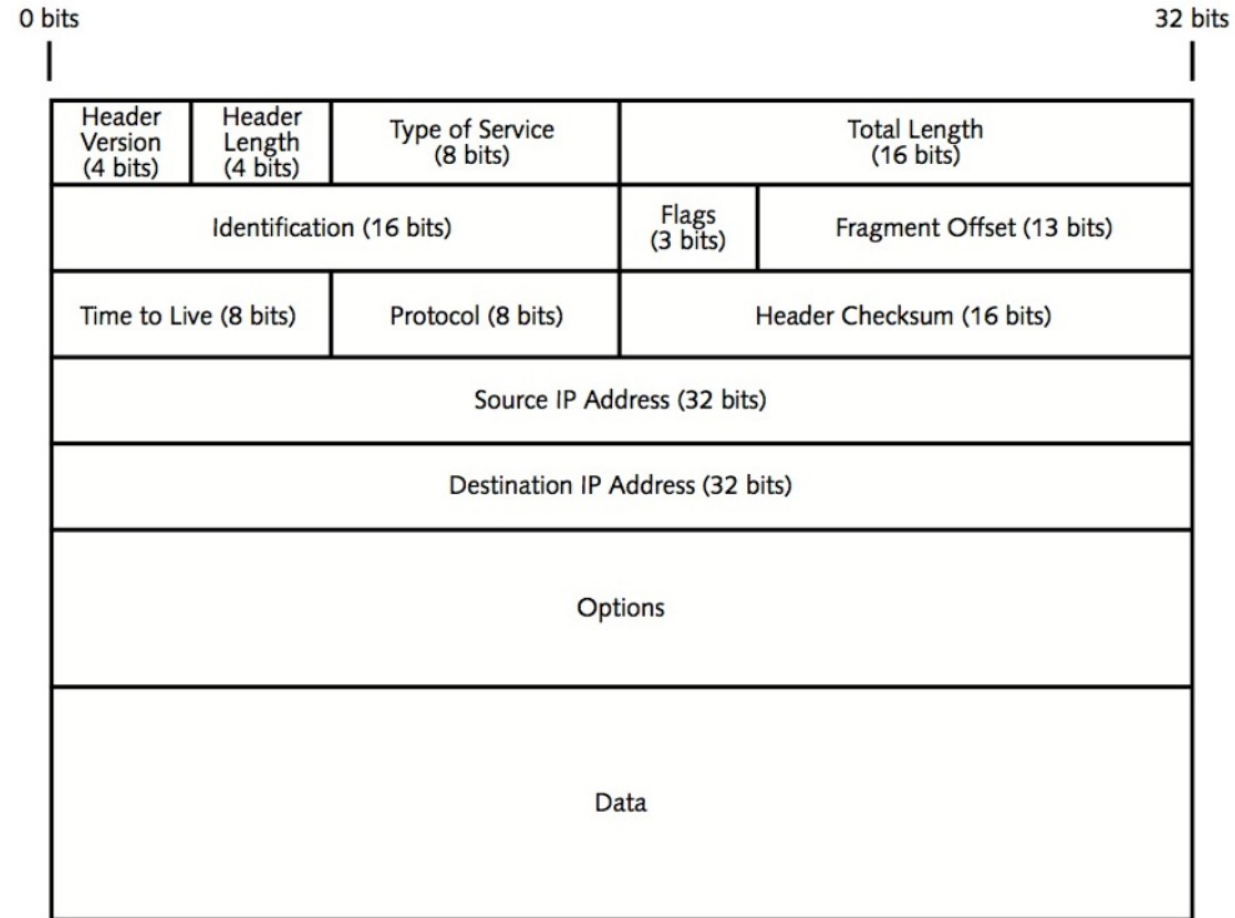 0 bits
32 bits
Header
Version
(4 bits)
Header
Length
(4 bits)
Type of Service
(8 bits)
Total Length
(16 bits)
Identification (16 bits)
Flags
(3 bits)
Fragment Offset (13 bits)
Time to Live (8 bits)
Protocol (8 bits)
Header Checksum (16 bits)
Source IP Address (32 bits)
Destination IP Address (32 bits)
Options
Data